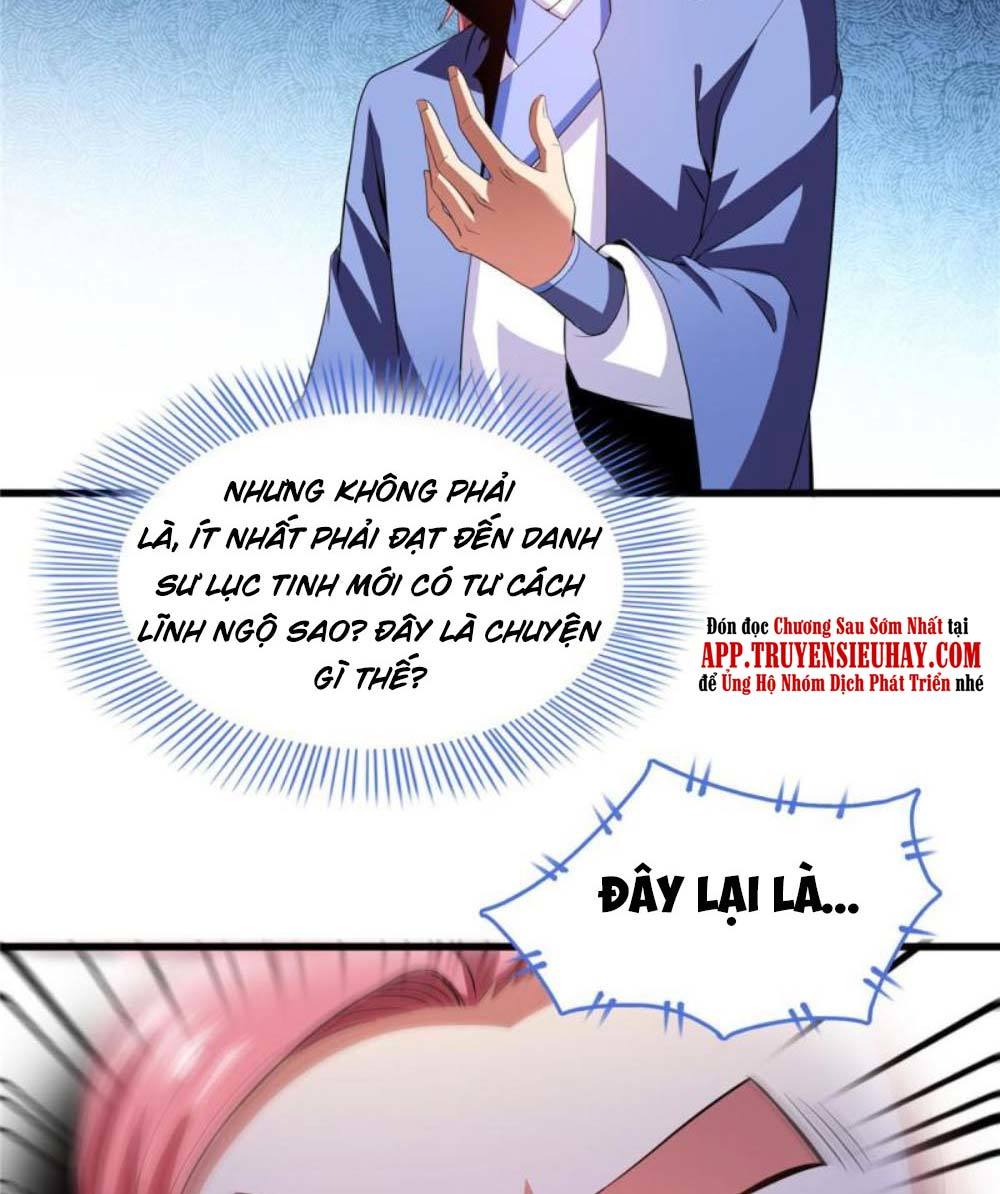 NHƯNG KHÔNG PHẢI
LÀ, ÍT NHẤT PHẢI ĐẠT ĐẾN DANH
SƯ LỤC TINH MỚI CÓ TƯ CÁCH
LĨNH NGỘ SAO? ĐÂY LÀ CHUYỆN
GÌ THẾ?
Đón đọc Chương Sau Sớm Nhất tại
APP.TRUYENSIEUHAY.COM
để Ủng Hộ Nhóm Dịch Phát Triển nhé
ĐÂY LẠI LÀ...